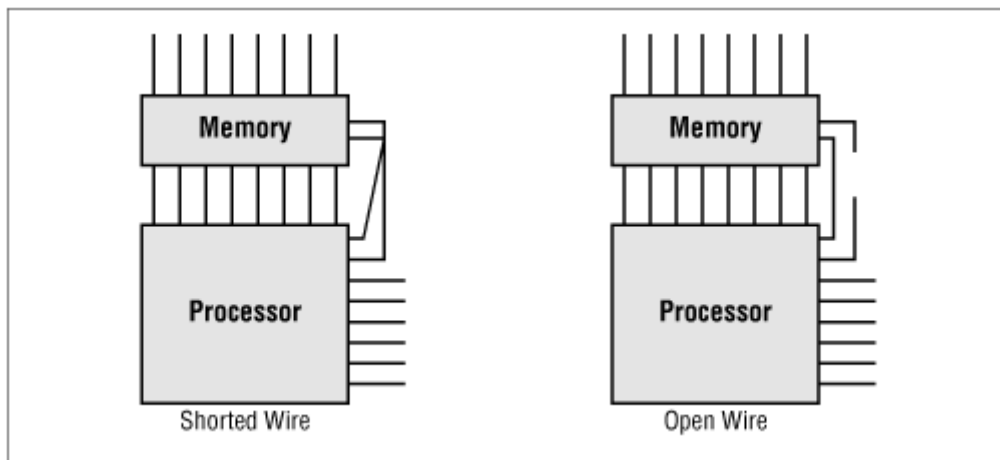 Memory
Memory
Processor
Processor
Shorted Wire
Open Wire